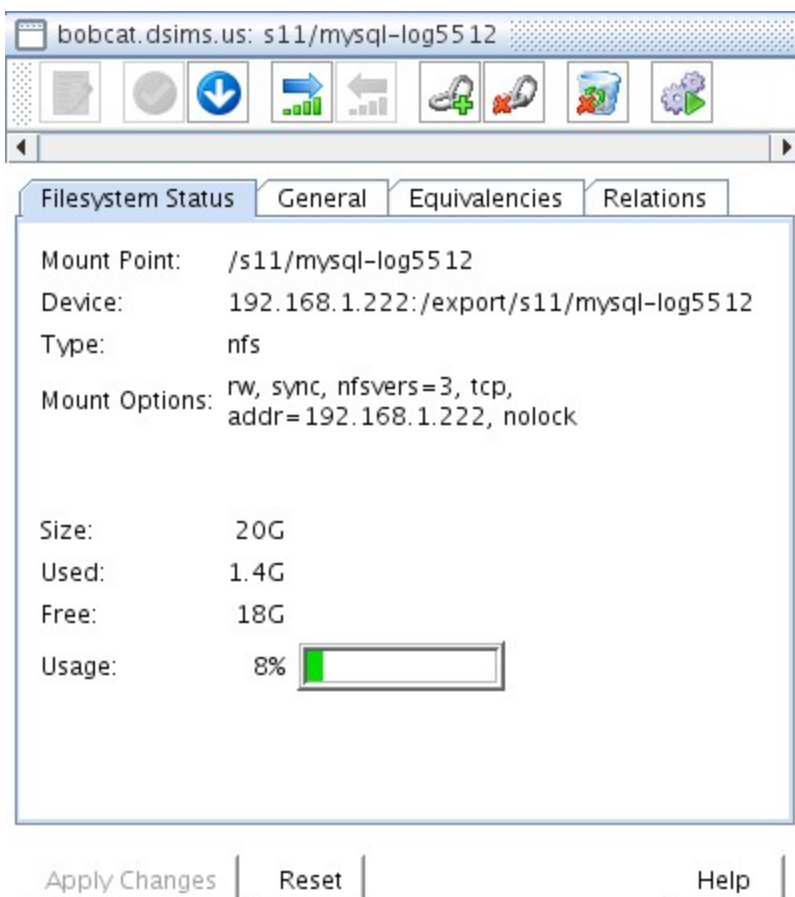 bobcat.dsims.us: s11/mysql-log5512
Filesystem Status General Equivalencies Relations
Mount Point: /s11/mysql-log5512
Device: 192.168.1.222:/export/s11/mysql-log5512
Type: nfs
Mount Options: rw, sync, nfsvers=3, tcp,
addr=192.168.1.222, nolock
Size: 20G
Used: 1.4G
Free: 18G
Usage: 8%
Apply Changes Reset Help